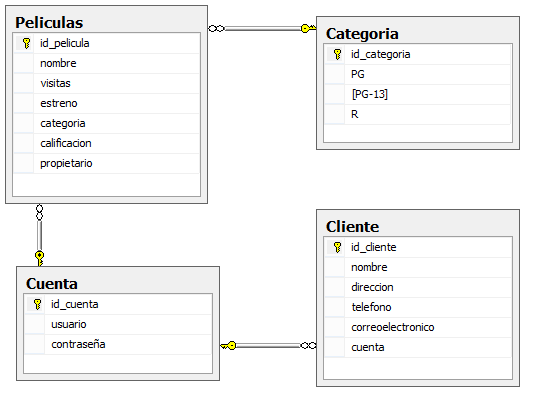 Peliculas
id_pelicula
nombre
visitas
estreno
categoria
calificacion
propietario
Categoria
id_categoria
PG
[PG-13]
R
Cuenta
id_cuenta
usuario
contraseña
Cliente
id_cliente
nombre
direccion
telefono
correoelectronico
cuenta